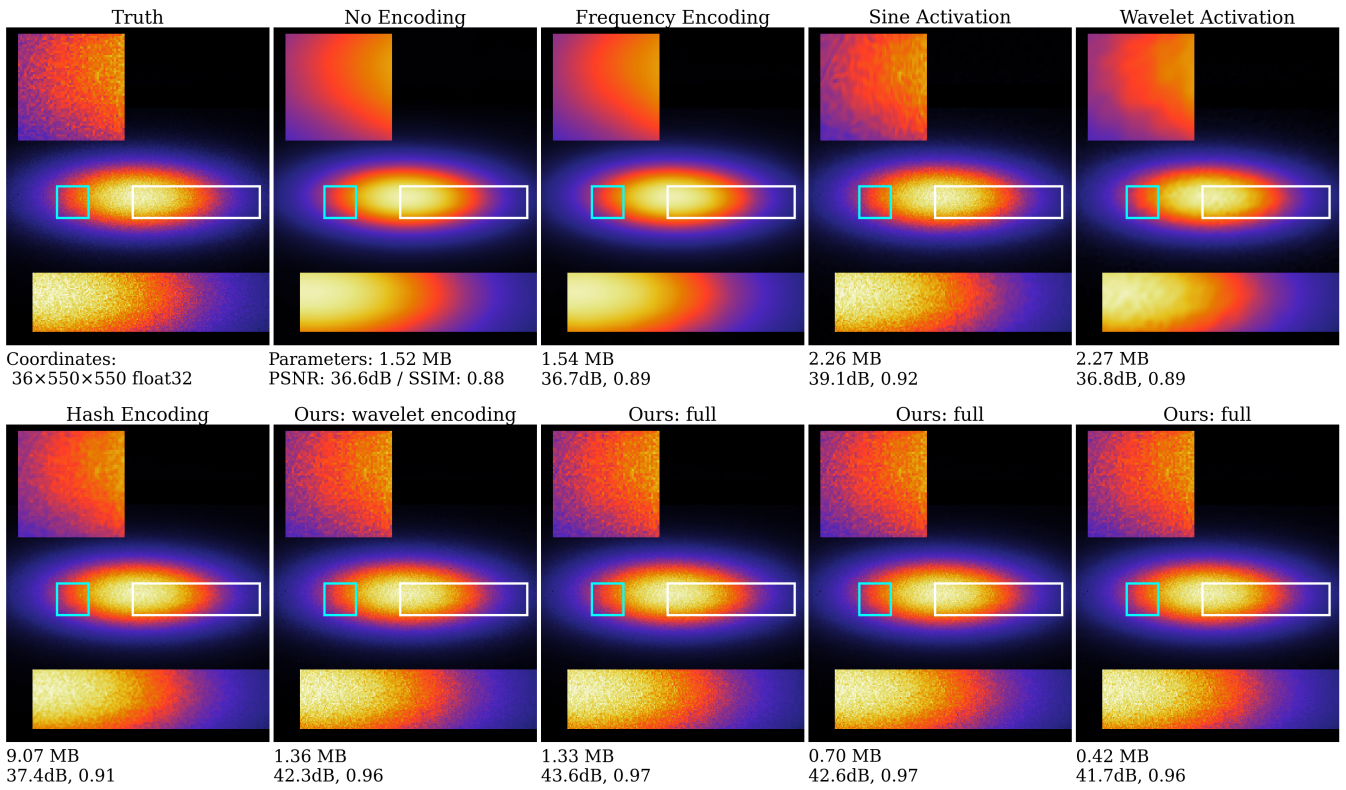 Truth
No Encoding
Frequency Encoding
Sine Activation
Wavelet Activation
Coordinates:
36×550×550 float32
Parameters: 1.52 MB
PSNR: 36.6dB / SSIM: 0.88
1.54 MB
36.7dB, 0.89
2.26 MB
39.1dB, 0.92
2.27 MB
36.8dB, 0.89
Hash Encoding
Ours: wavelet encoding
Ours: full
Ours: full
Ours: full
9.07 MB
37.4dB, 0.91
1.36 MB
42.3dB, 0.96
1.33 MB
43.6dB, 0.97
0.70 MB
42.6dB, 0.97
0.42 MB
41.7dB, 0.96